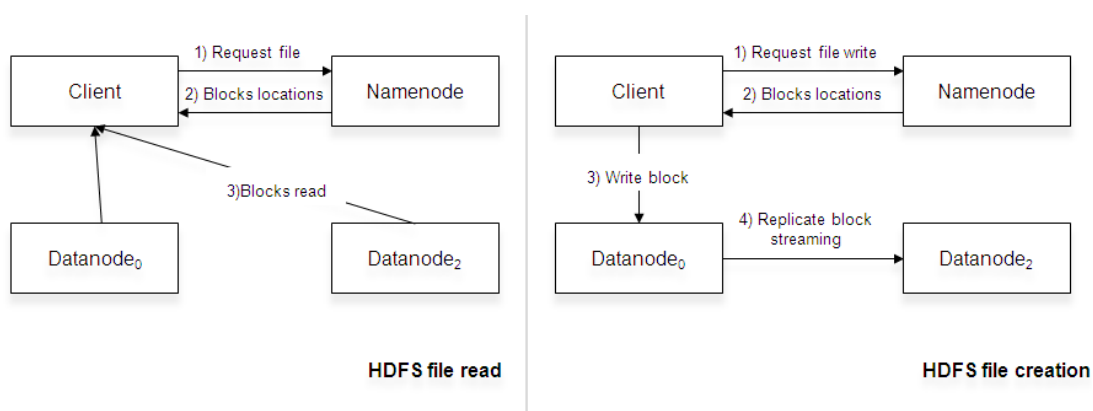 1) Request file
Client
Namenode
2) Blocks locations
3)Blocks read
Datanode₀
Datanode₂
HDFS file read
1) Request file write
Client
Namenode
2) Blocks locations
3) Write block
4) Replicate block
streaming
Datanode₀
Datanode₂
HDFS file creation